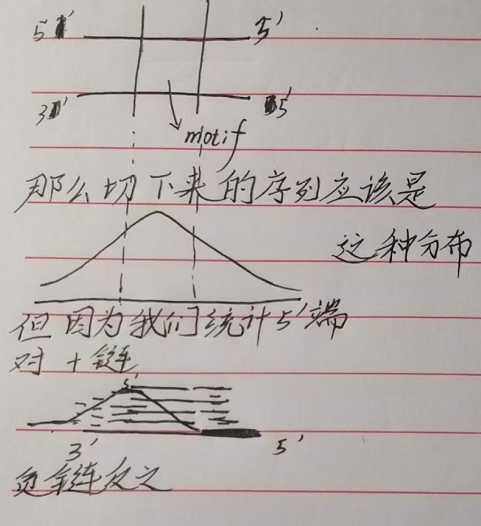 5' 3'
3' 5'
motif
那么切下来的序列应该是
这种分布
但因为我们统计5'端
对 + 链
5'
3' 5'
负链反之